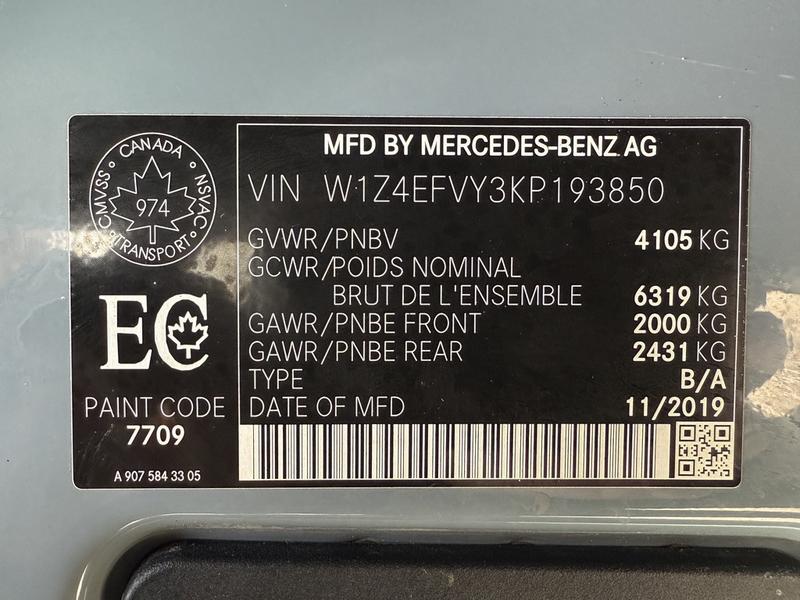 CANADA
CMVSS
NSVAC
974
TRANSPORT
EC
PAINT CODE
7709
A 907 584 33 05
MFD BY MERCEDES-BENZ AG
VIN W1Z4EFVY3KP193850
GVWR/PNBV 4105 KG
GCWR/POIDS NOMINAL
BRUT DE L'ENSEMBLE 6319 KG
GAWR/PNBE FRONT 2000 KG
GAWR/PNBE REAR 2431 KG
TYPE B/A
DATE OF MFD 11/2019